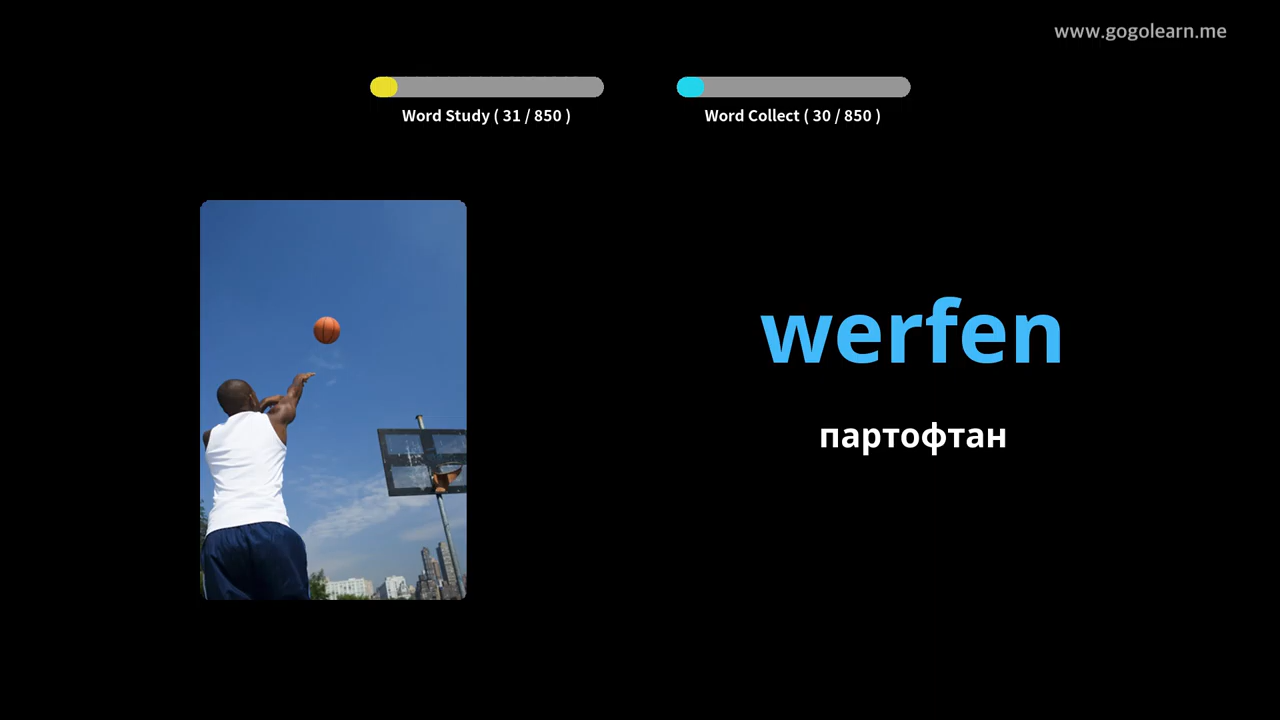 www.gogolearn.me
Word Study ( 31 / 850 )
Word Collect ( 30 / 850 )
werfen
партофтан